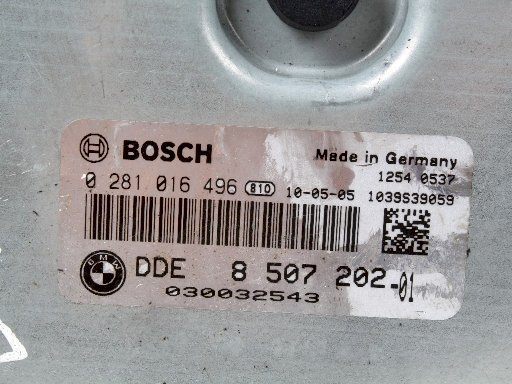 BOSCH
Made in Germany
1254 0537
0 281 016 496 810 10-05-05 1039S39059
BMW
DDE 8 507 202-01
030032543